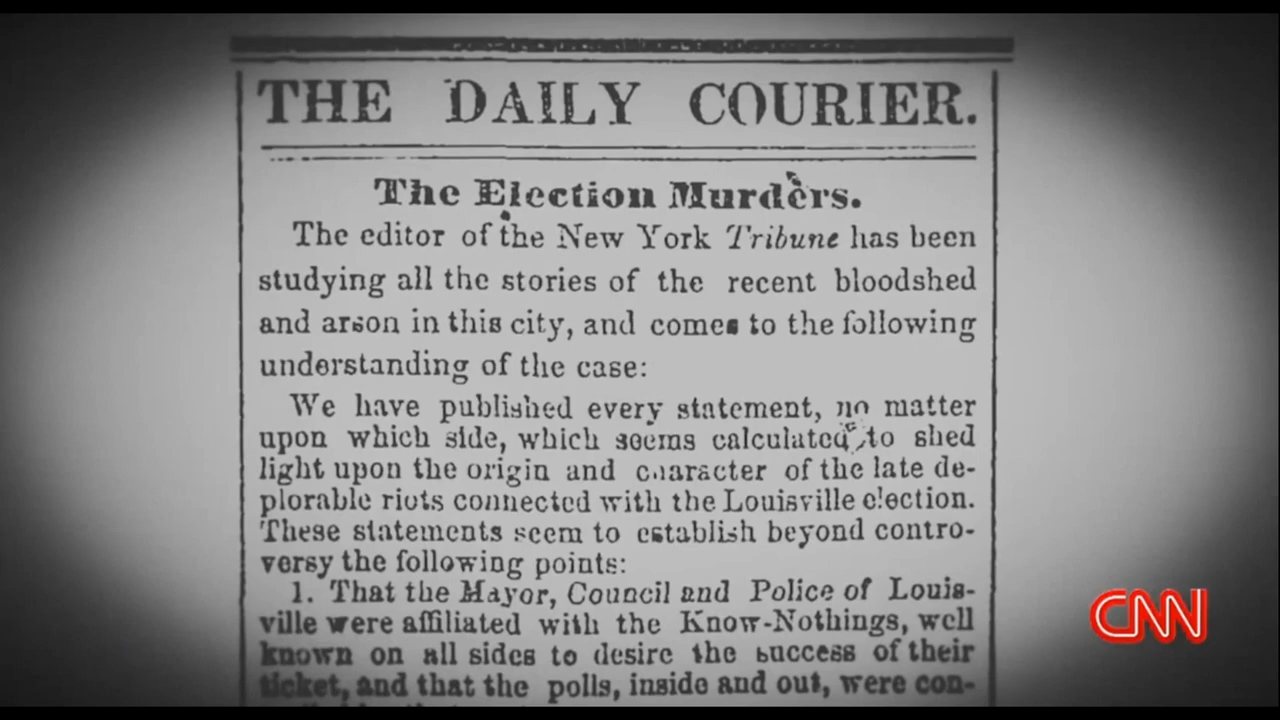 THE DAILY COURIER.
The Election Murders.
The editor of the New York Tribune has been
studying all the stories of the recent bloodshed
and arson in this city, and comes to the following
understanding of the case:
We have published every statement, no matter
upon which side, which seems calculated to shed
light upon the origin and character of the late de-
plorable riots connected with the Louisville election.
These statements seem to establish beyond contro-
versy the following points:
1. That the Mayor, Council and Police of Louis-
ville were affiliated with the Know-Nothings, well
known on all sides to desire the success of their
ticket, and that the polls, inside and out, were con-
CNN